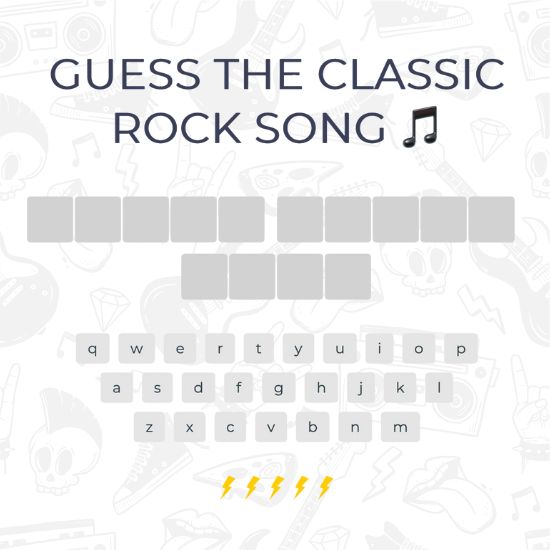 GUESS THE CLASSIC
ROCK SONG 🎵
q w e r t y u i o p
a s d f g h j k l
z x c v b n m